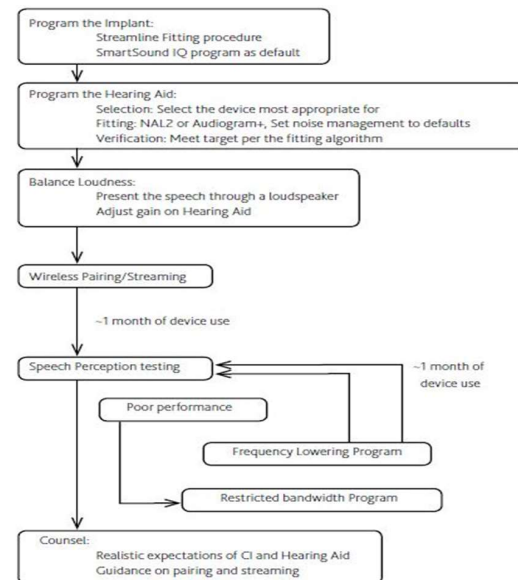 Program the Implant:
Streamline Fitting procedure
SmartSound IQ program as default
Program the Hearing Aid:
Selection: Select the device most appropriate for
Fitting: NAL2 or Audiogram+, Set noise management to defaults
Verification: Meet target per the fitting algorithm
Balance Loudness:
Present the speech through a loudspeaker
Adjust gain on Hearing Aid
Wireless Pairing/Streaming
~1 month of device use
Speech Perception testing
~1 month of
device use
Poor performance
Frequency Lowering Program
Restricted bandwidth Program
Counsel:
Realistic expectations of CI and Hearing Aid
Guidance on pairing and streaming